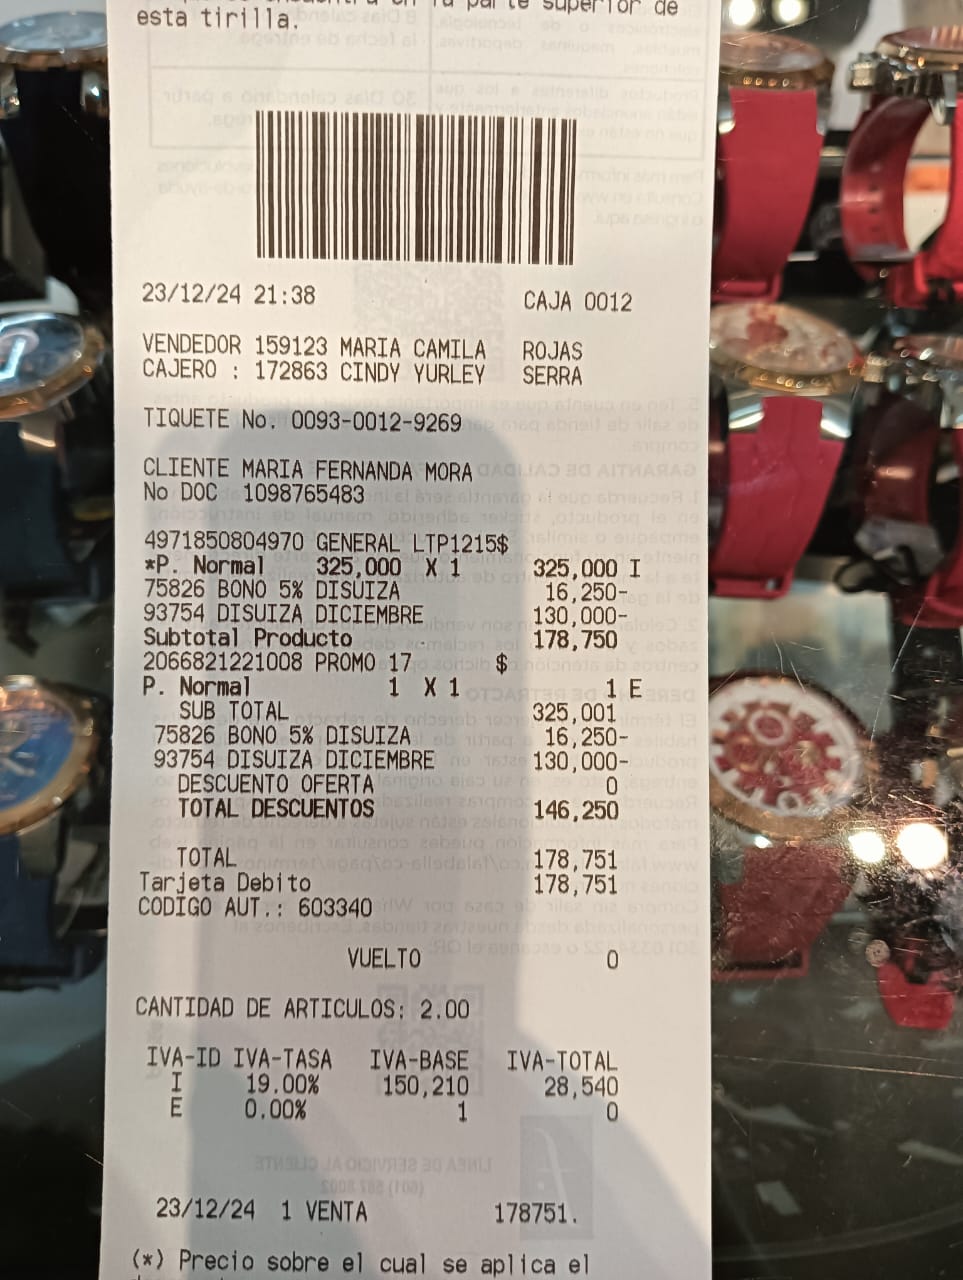 esta tirilla.
23/12/24 21:38 CAJA 0012
VENDEDOR 159123 MARIA CAMILA ROJAS
CAJERO : 172863 CINDY YURLEY SERRA
TIQUETE No. 0093-0012-9269
CLIENTE MARIA FERNANDA MORA
No DOC 1098765483
4971850804970 GENERAL LTP1215$
*P. Normal 325,000 X 1 325,000 I
75826 BONO 5% DISUIZA 16,250-
93754 DISUIZA DICIEMBRE 130,000-
Subtotal Producto 178,750
2066821221008 PROMO 17 $
P. Normal 1 X 1 1 E
SUB TOTAL 325,001
75826 BONO 5% DISUIZA 16,250-
93754 DISUIZA DICIEMBRE 130,000-
DESCUENTO OFERTA 0
TOTAL DESCUENTOS 146,250
TOTAL 178,751
Tarjeta Debito 178,751
CODIGO AUT.: 603340
VUELTO 0
CANTIDAD DE ARTICULOS: 2.00
IVA-ID IVA-TASA IVA-BASE IVA-TOTAL
I 19.00% 150,210 28,540
E 0.00% 1 0
23/12/24 1 VENTA 178751.
(*) Precio sobre el cual se aplica el